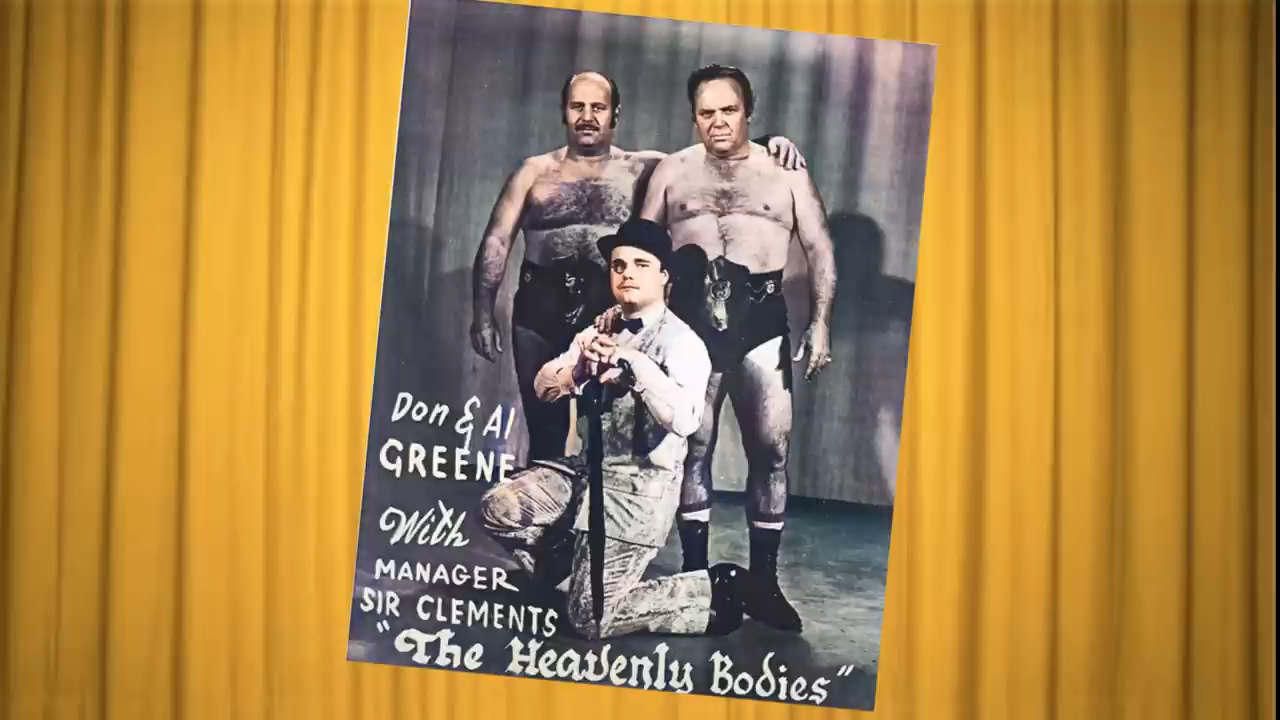 Don & Al
GREENE
With
MANAGER
SIR CLEMENTS
"The Heavenly Bodies"